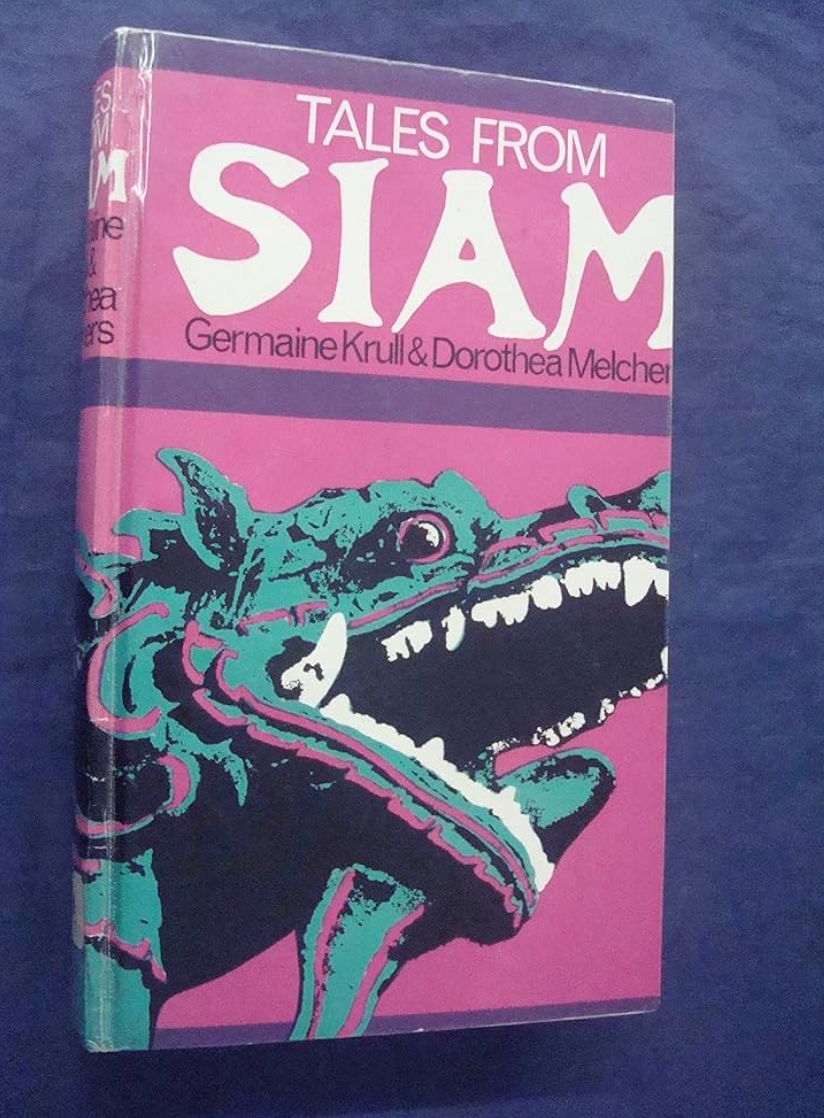 TALES FROM
SIAM
Germaine Krull & Dorothea Melcher